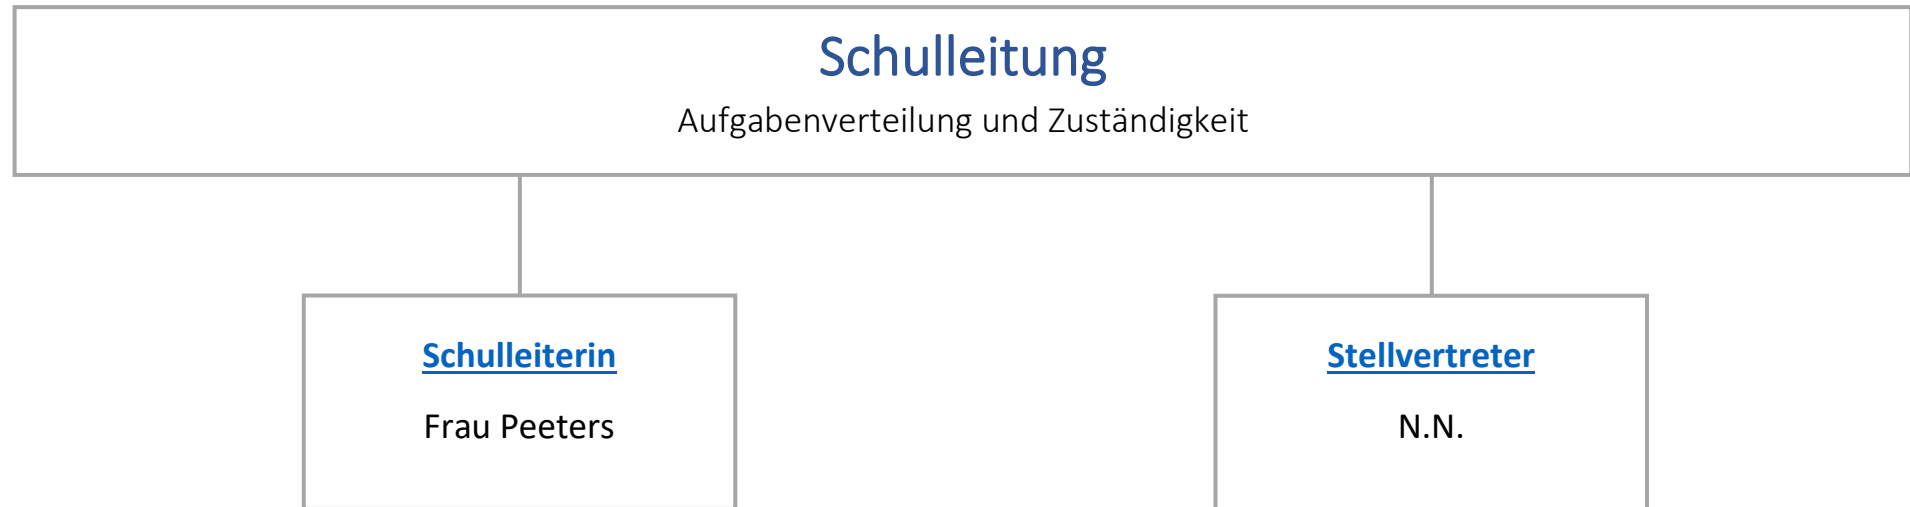 Schulleitung
Aufgabenverteilung und Zuständigkeit
Schulleiterin
Frau Peeters
Stellvertreter
N.N.